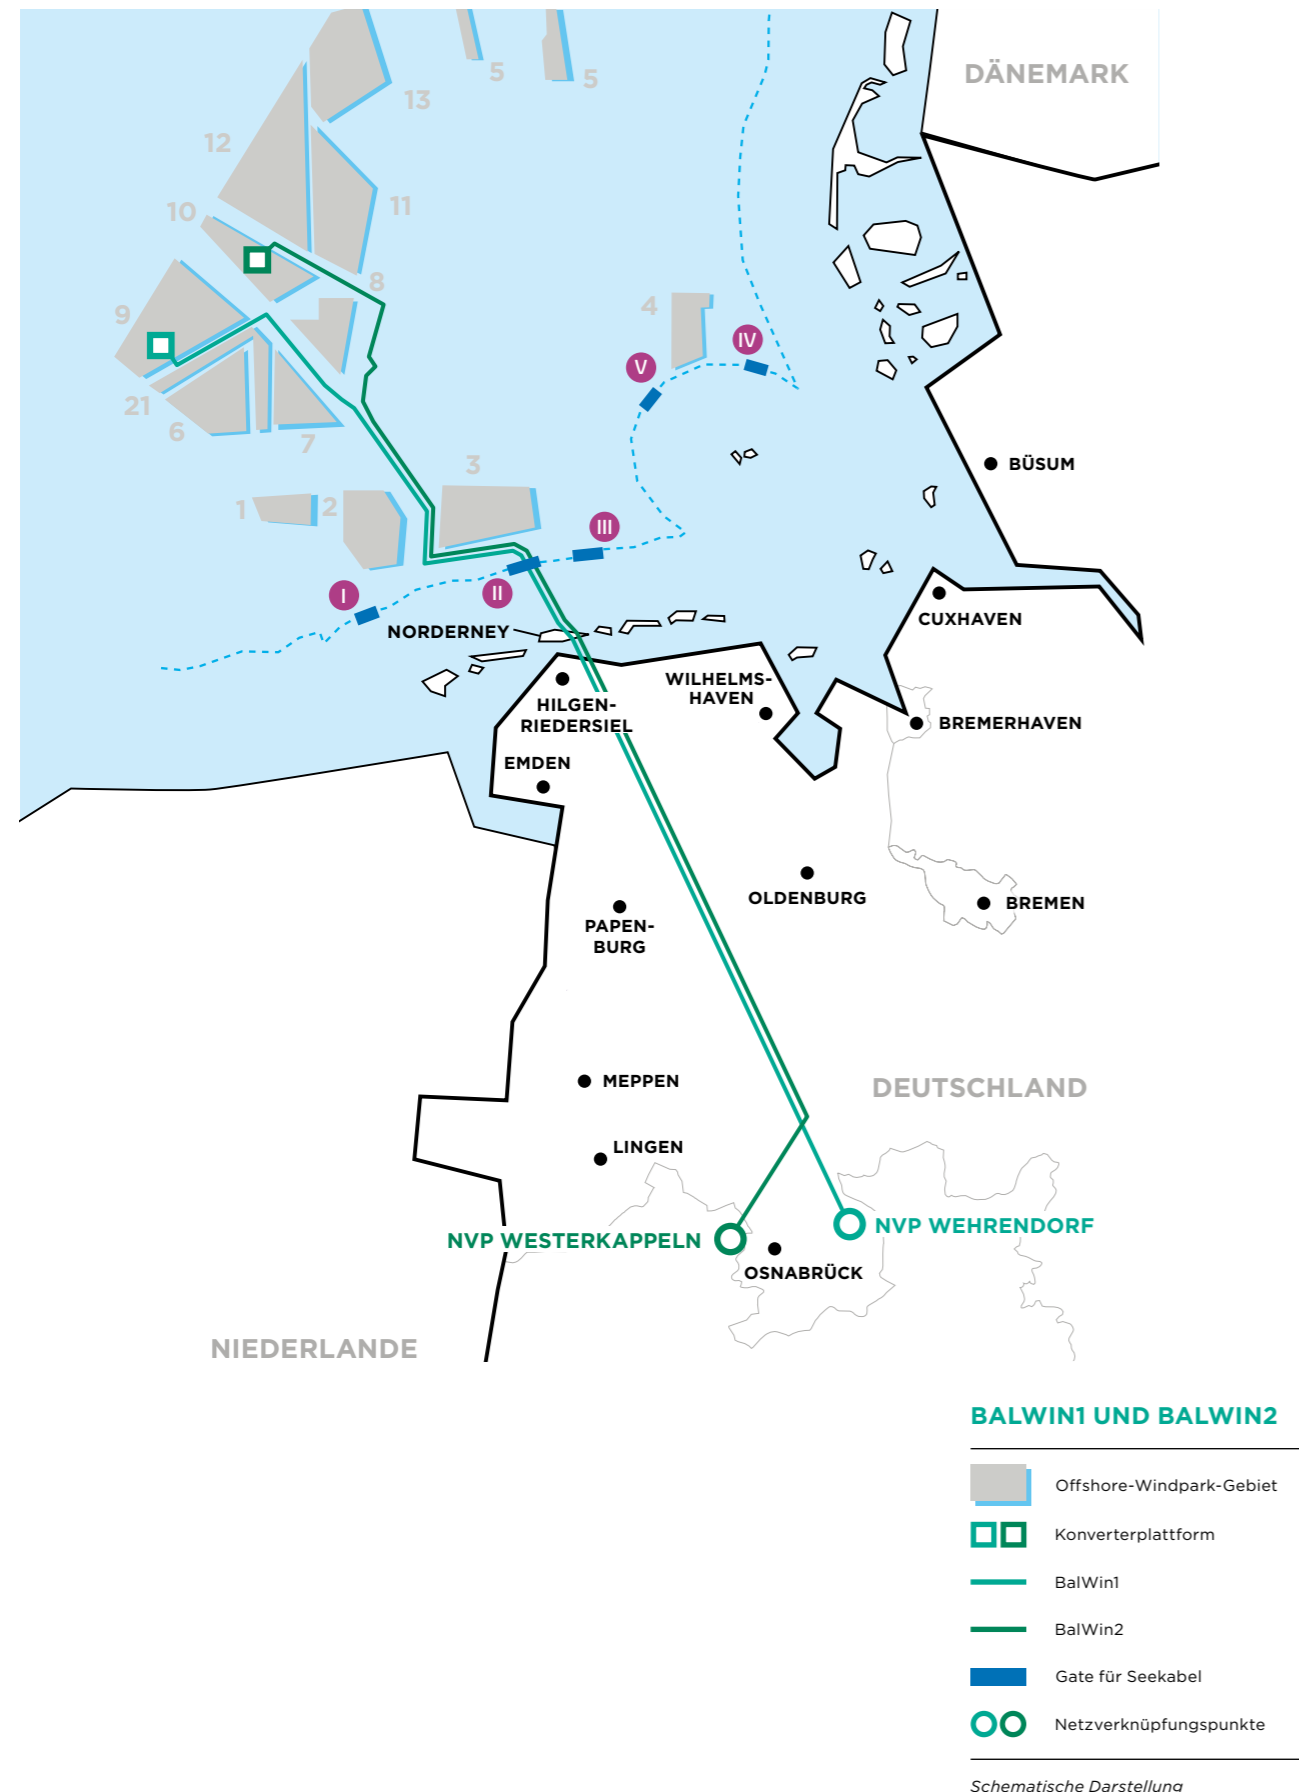 DÄNEMARK
5
5
13
12
11
10
8
9
4
IV
V
21
6
7
3
BÜSUM
1
2
III
I
II
CUXHAVEN
NORDERNEY
WILHELMS-
HAVEN
HILGEN-
RIEDERSIEL
BREMERHAVEN
EMDEN
OLDENBURG
BREMEN
PAPEN-
BURG
MEPPEN
DEUTSCHLAND
LINGEN
NVP WEHRENDORF
NVP WESTERKAPPELN
OSNABRÜCK
NIEDERLANDE
BALWIN1 UND BALWIN2
Offshore-Windpark-Gebiet
Konverterplattform
BalWin1
BalWin2
Gate für Seekabel
Netzverknüpfungspunkte
Schematische Darstellung